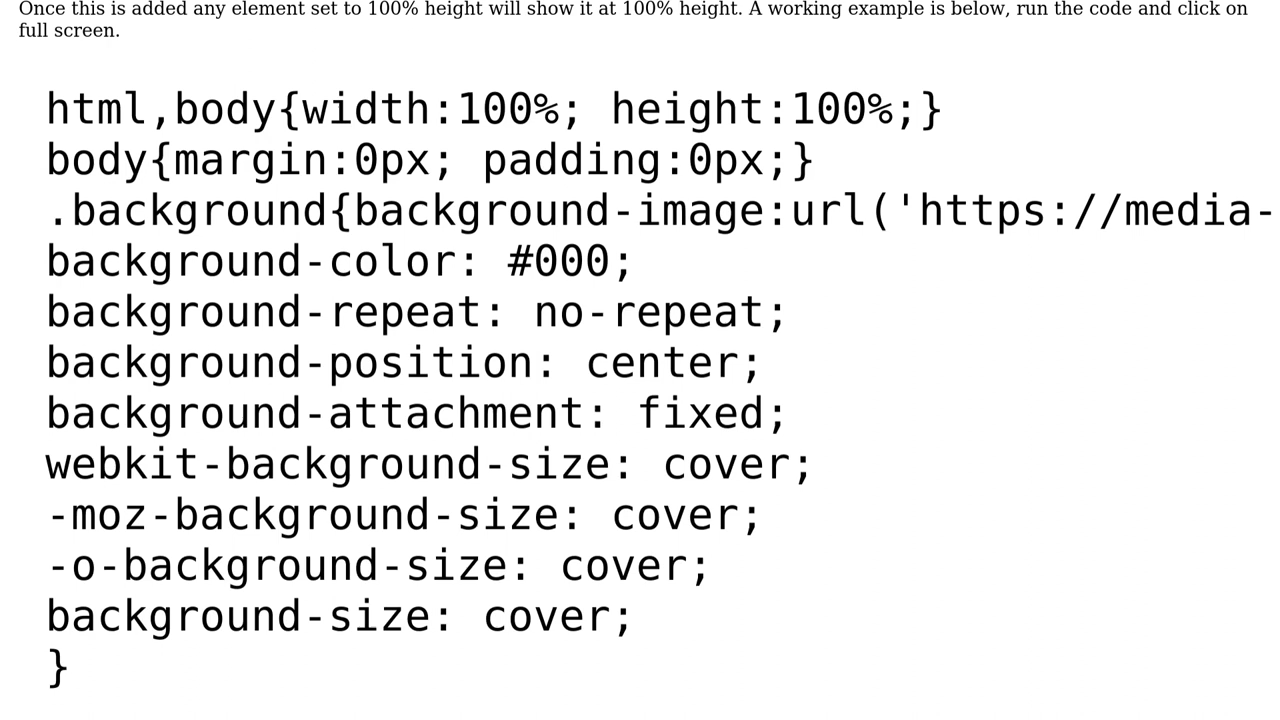 Once this is added any element set to 100% height will show it at 100% height. A working example is below, run the code and click on
full screen.
html,body{width:100%; height:100%;}
body{margin:0px; padding:0px;}
.background{background-image:url('https://media-
background-color: #000;
background-repeat: no-repeat;
background-position: center;
background-attachment: fixed;
webkit-background-size: cover;
-moz-background-size: cover;
-o-background-size: cover;
background-size: cover;
}